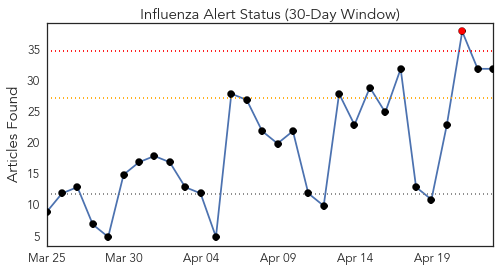 Influenza Alert Status (30-Day Window)
Articles Found
35
30
25
20
15
10
5
Mar 25 Mar 30 Apr 04 Apr 09 Apr 14 Apr 19